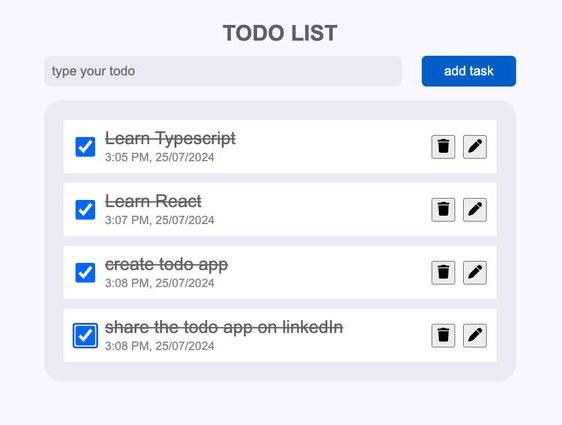 TODO LIST
type your todo
add task
Learn Typescript
3:05 PM, 25/07/2024
Learn React
3:07 PM, 25/07/2024
create todo app
3:08 PM, 25/07/2024
share the todo app on linkedIn
3:08 PM, 25/07/2024